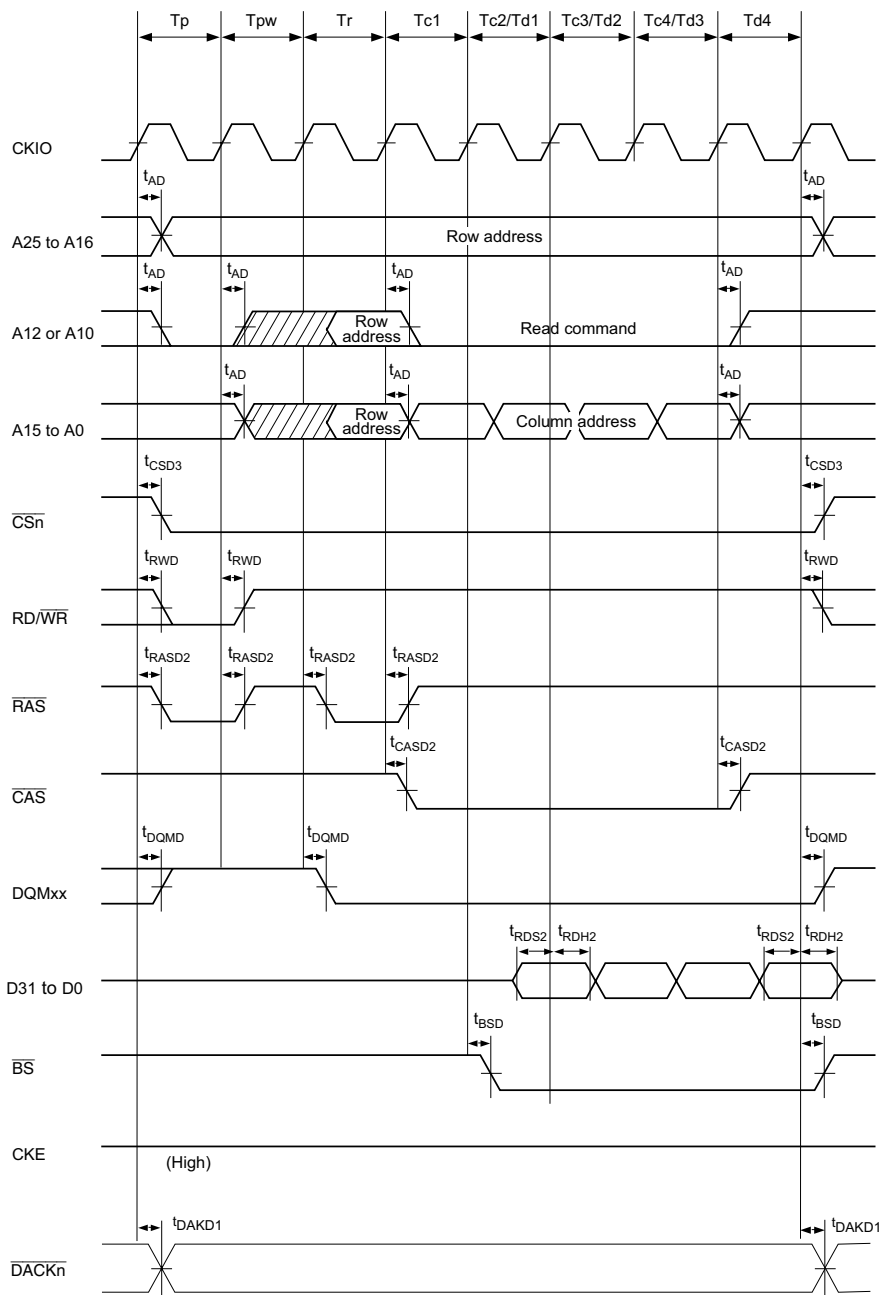 Tp Tpw Tr Tc1 Tc2/Td1 Tc3/Td2 Tc4/Td3 Td4
CKIO
tAD tAD
A25 to A16 Row address
tAD tAD tAD tAD
A12 or A10 Row address Read command
tAD tAD tAD
A15 to A0 Row address Column address
tCSD3 tCSD3
CSn
tRWD tRWD tRWD
RD/WR
tRASD2 tRASD2 tRASD2 tRASD2
RAS
tCASD2 tCASD2
CAS
tDQMD tDQMD tDQMD
DQMxx
tRDS2 tRDH2 tRDS2 tRDH2
D31 to D0
tBSD tBSD
BS
CKE
(High)
tDAKD1 tDAKD1
DACKn